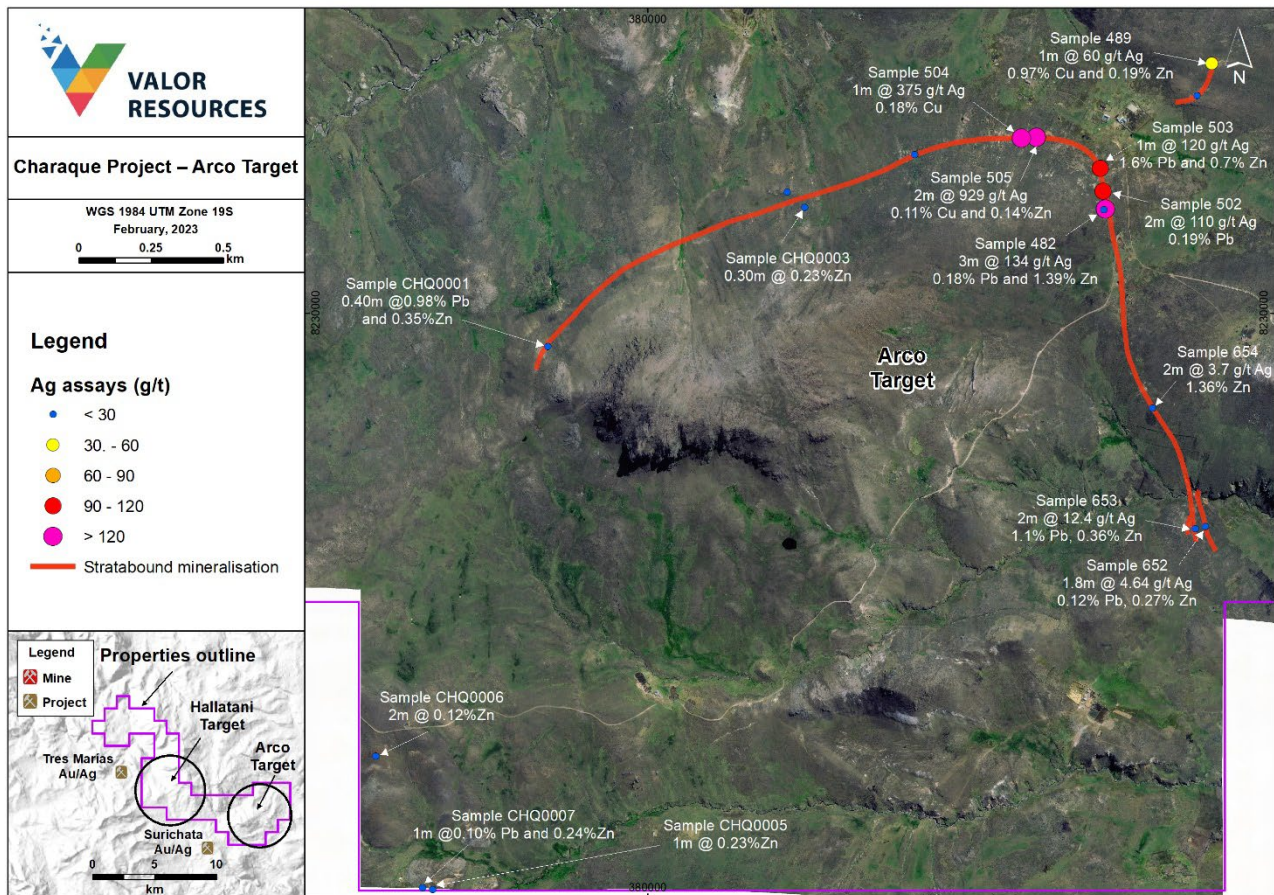 VALOR
RESOURCES
Charaque Project – Arco Target
WGS 1984 UTM Zone 19S
February, 2023
0 0.25 0.5
km
Legend
Ag assays (g/t)
< 30
30. - 60
60 - 90
90 - 120
> 120
Stratabound mineralisation
Legend
Mine
Project
Properties outline
Hallatani
Target
Arco
Target
Tres Marias
Au/Ag
Surichata
Au/Ag
0 5 10
km
380000
Sample 489
1m @ 60 g/t Ag
0.97% Cu and 0.19% Zn
N
Sample 504
1m @ 375 g/t Ag
0.18% Cu
Sample 503
1m @ 120 g/t Ag
1.6% Pb and 0.7% Zn
Sample 505
2m @ 929 g/t Ag
0.11% Cu and 0.14%Zn
Sample 502
2m @ 110 g/t Ag
0.19% Pb
Sample 482
3m @ 134 g/t Ag
0.18% Pb and 1.39% Zn
Sample CHQ0003
0.30m @ 0.23%Zn
Sample CHQ0001
0.40m @0.98% Pb
and 0.35%Zn
8230000
8230000
Arco
Target
Sample 654
2m @ 3.7 g/t Ag
1.36% Zn
Sample 653
2m @ 12.4 g/t Ag
1.1% Pb, 0.36% Zn
Sample 652
1.8m @ 4.64 g/t Ag
0.12% Pb, 0.27% Zn
Sample CHQ0006
2m @ 0.12%Zn
Sample CHQ0007
1m @0.10% Pb and 0.24%Zn
Sample CHQ0005
1m @ 0.23%Zn
380000